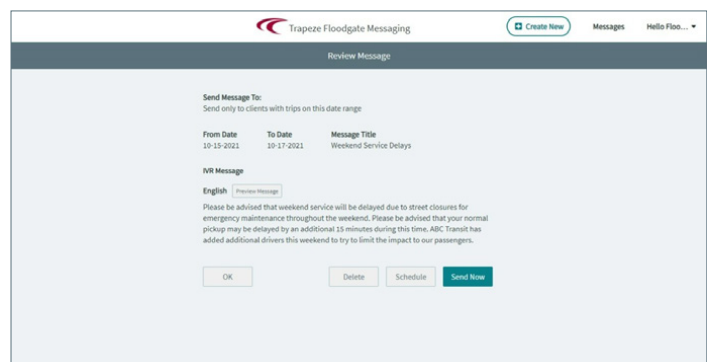 Trapeze Floodgate Messaging
Create New
Messages
Hello Floo...
Review Message
Send Message To:
Send only to clients with trips on this date range
From Date To Date Message Title
10-15-2021 10-17-2021 Weekend Service Delays
IVR Message
English Preview Message
Please be advised that weekend service will be delayed due to street closures for
emergency maintenance throughout the weekend. Please be advised that your normal
pickup may be delayed by an additional 15 minutes during this time. ABC Transit has
added additional drivers this weekend to try to limit the impact to our passengers.
OK Delete Schedule Send Now